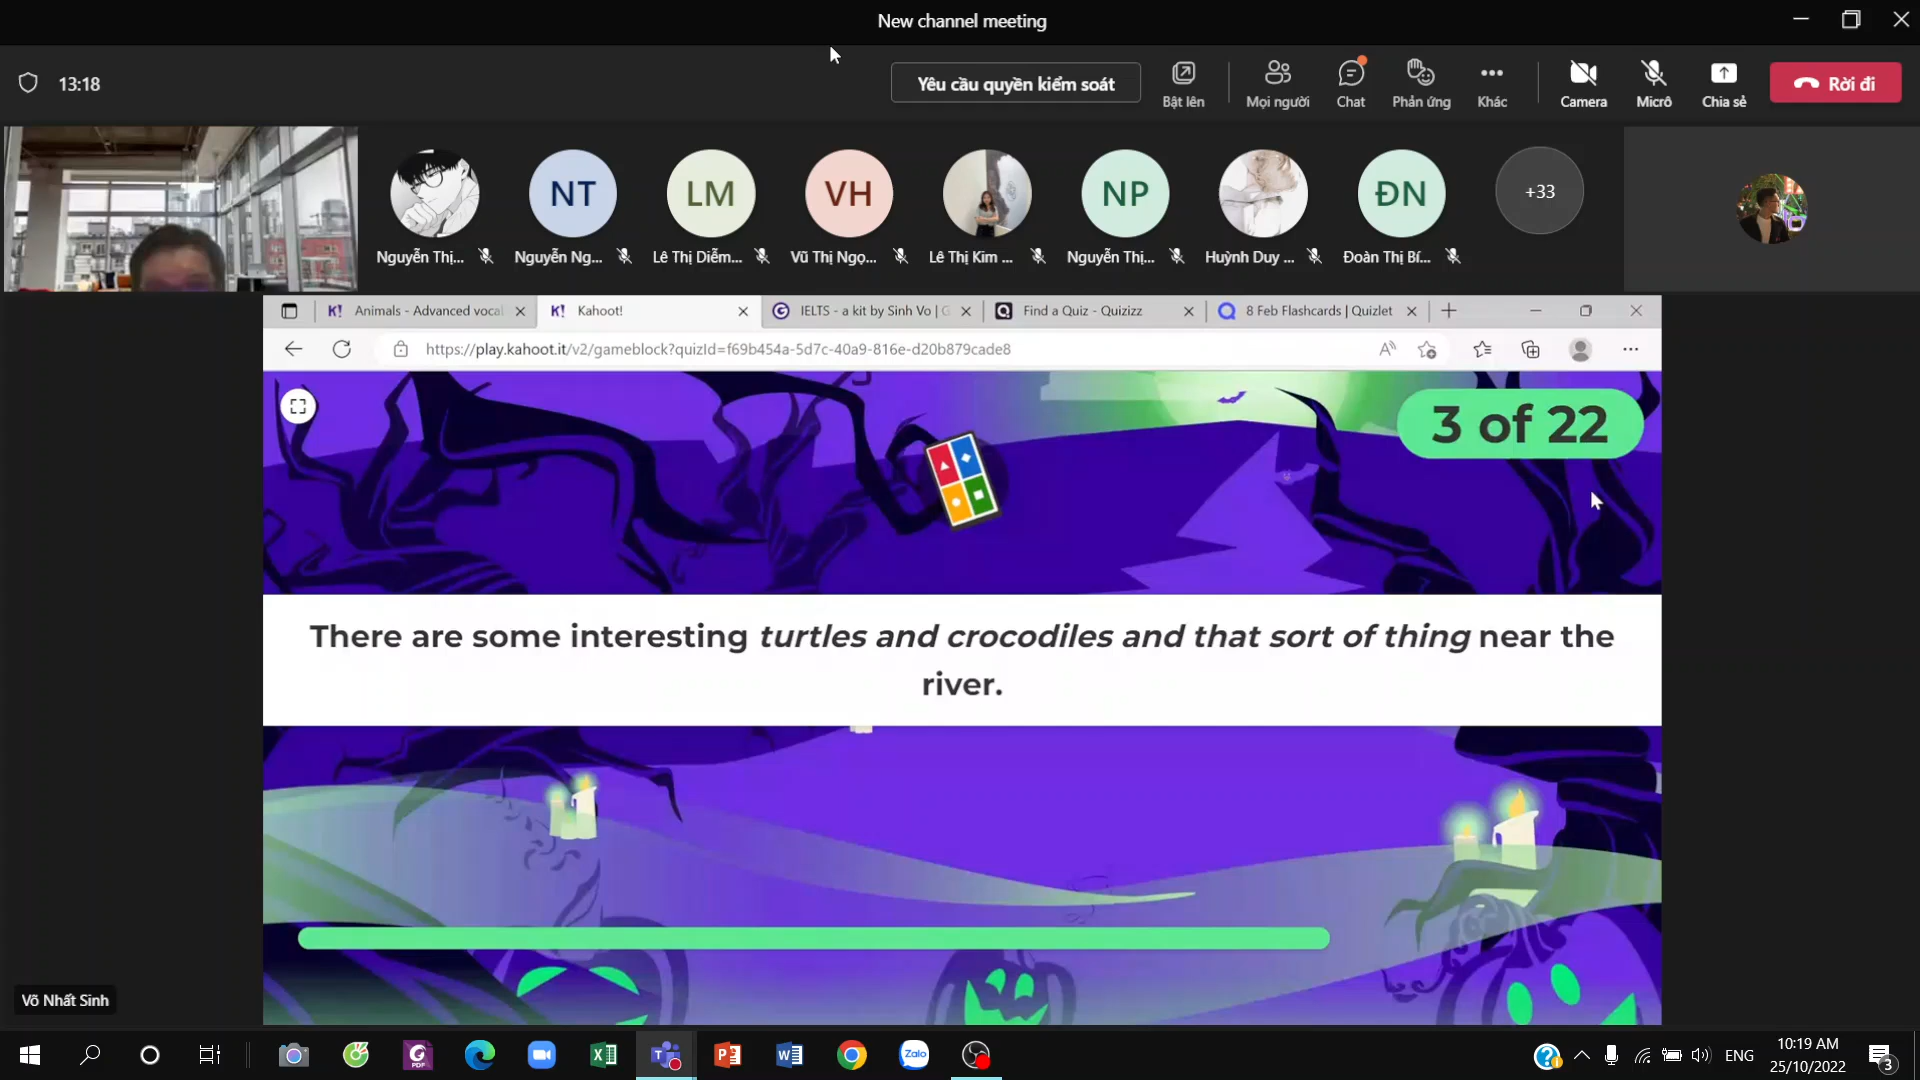 New channel meeting
13:18
Yêu cầu quyền kiểm soát
Bật lên
Mọi người
Chat
Phản ứng
Khác
Camera
Micrô
Chia sẻ
Rời đi
NT
LM
VH
NP
ĐN
+33
Nguyễn Thị...
Nguyễn Ng...
Lê Thị Diễm...
Vũ Thị Ngọ...
Lê Thị Kim ...
Nguyễn Thị...
Huỳnh Duy ...
Đoàn Thị Bí...
K! Animals - Advanced vocal
K! Kahoot!
IELTS - a kit by Sinh Vo | G
Find a Quiz - Quizizz
8 Feb Flashcards | Quizlet
https://play.kahoot.it/v2/gameblock?quizId=f69b454a-5d7c-40a9-816e-d20b879cade8
3 of 22
There are some interesting turtles and crocodiles and that sort of thing near the
river.
Võ Nhất Sinh
Zalo
ENG
10:19 AM
25/10/2022
3